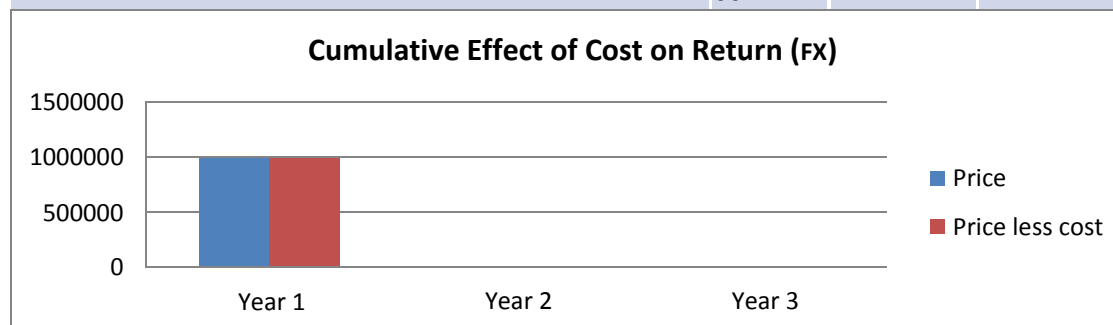 Cumulative Effect of Cost on Return (FX)
1500000
1000000
500000
0
Year 1 Year 2 Year 3
Price
Price less cost